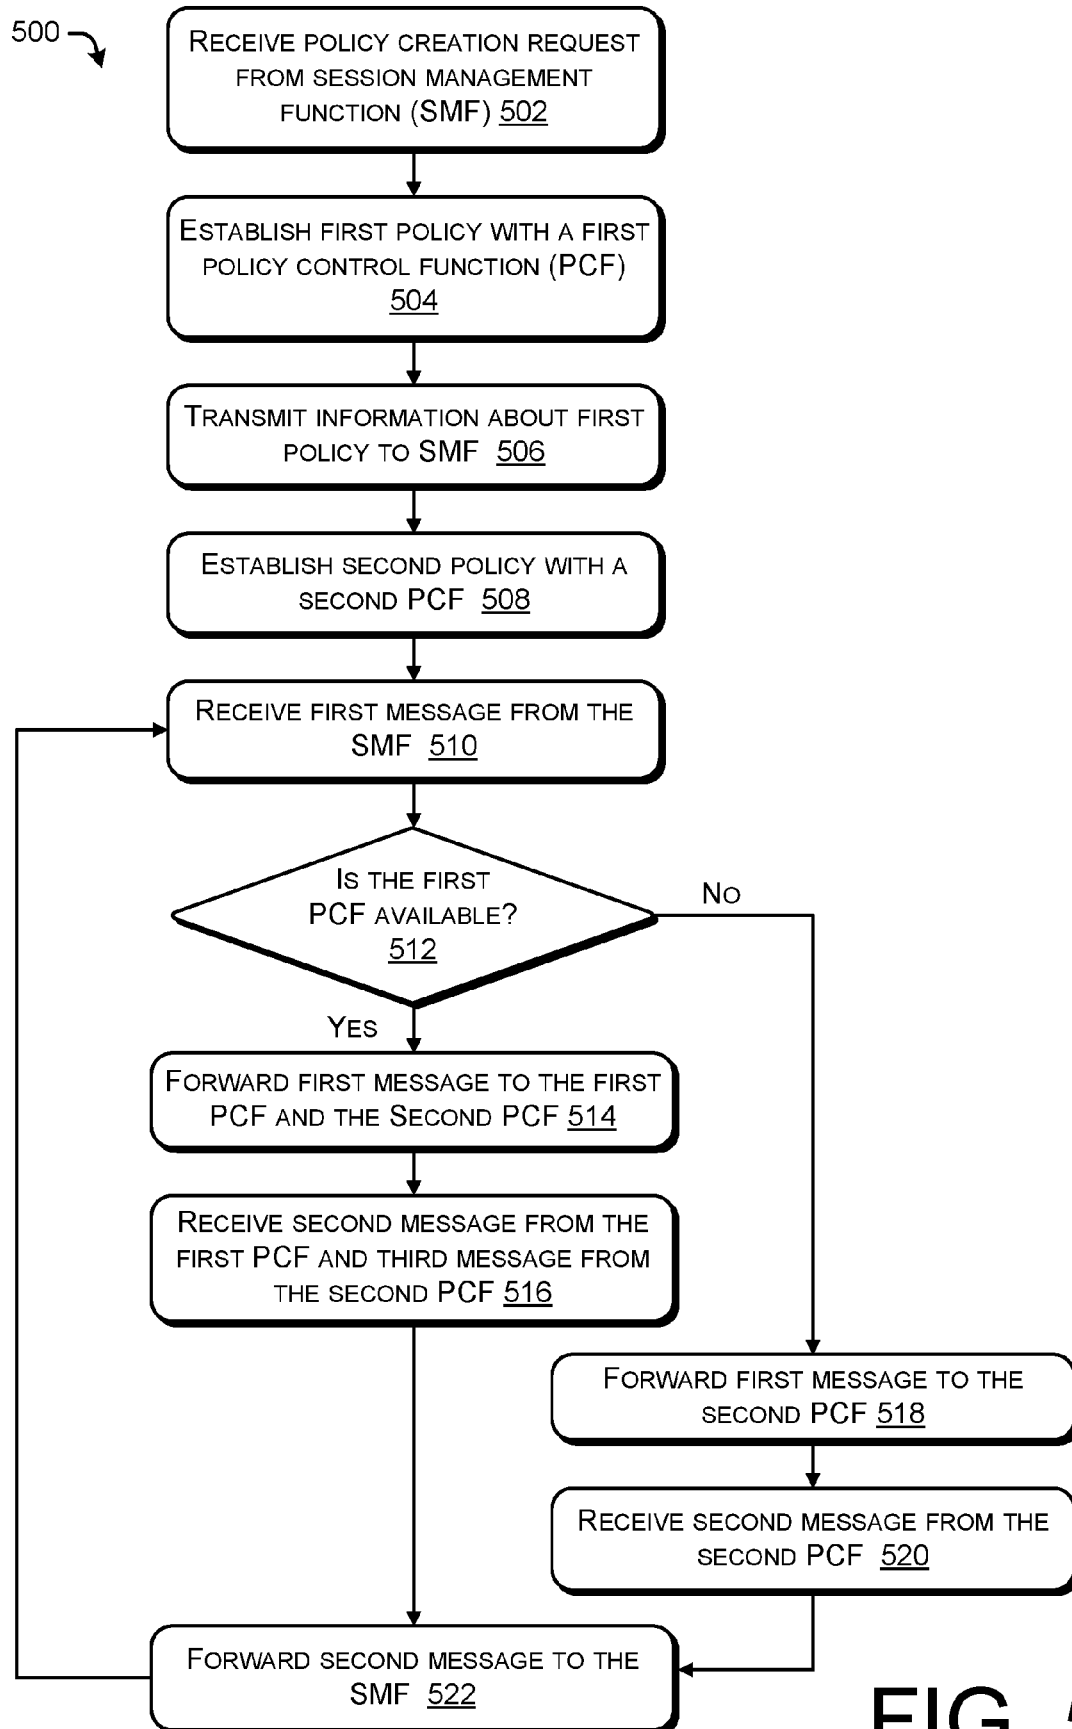 500
RECEIVE POLICY CREATION REQUEST
FROM SESSION MANAGEMENT
FUNCTION (SMF) 502
ESTABLISH FIRST POLICY WITH A FIRST
POLICY CONTROL FUNCTION (PCF)
504
TRANSMIT INFORMATION ABOUT FIRST
POLICY TO SMF 506
ESTABLISH SECOND POLICY WITH A
SECOND PCF 508
RECEIVE FIRST MESSAGE FROM THE
SMF 510
IS THE FIRST
PCF AVAILABLE?
512
NO
YES
FORWARD FIRST MESSAGE TO THE FIRST
PCF AND THE SECOND PCF 514
RECEIVE SECOND MESSAGE FROM THE
FIRST PCF AND THIRD MESSAGE FROM
THE SECOND PCF 516
FORWARD FIRST MESSAGE TO THE
SECOND PCF 518
RECEIVE SECOND MESSAGE FROM THE
SECOND PCF 520
FORWARD SECOND MESSAGE TO THE
SMF 522
FIG.